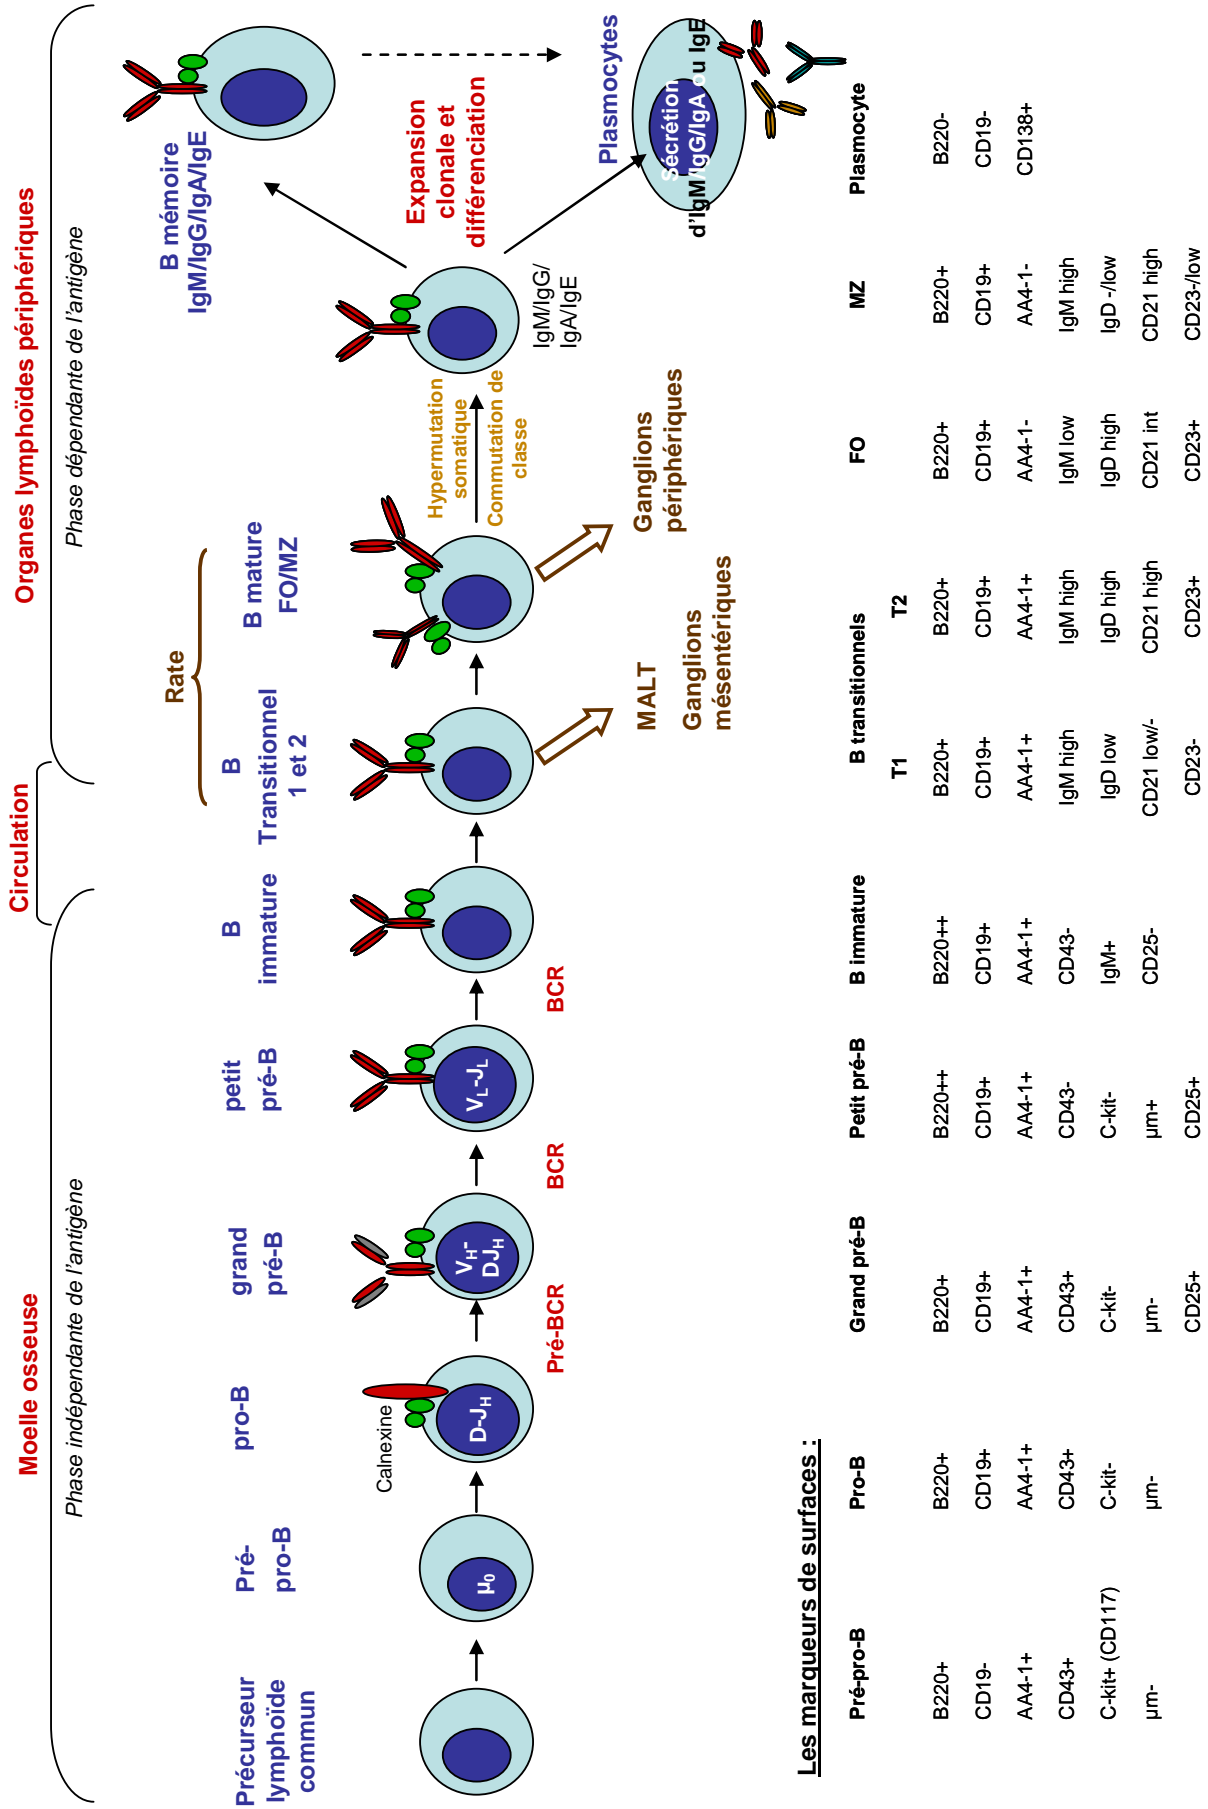 Moelle osseuse
Circulation
Organes lymphoïdes périphériques
Phase indépendante de l'antigène
Phase dépendante de l'antigène
Rate
Précurseur
lymphoïde
commun
Pré-
pro-B
pro-B
grand
pré-B
petit
pré-B
B
immature
B
Transitionnel
1 et 2
B mature
FO/MZ
B mémoire
IgM/IgG/IgA/IgE
Calnexine
µ0
D-JH
VH-
DJH
VL-JL
Pré-BCR
BCR
BCR
Hypermutation
somatique
Commutation de
classe
IgM/IgG/
IgA/IgE
Expansion
clonale et
différenciation
Plasmocytes
Sécrétion
d'IgM/IgG/IgA ou IgE
MALT
Ganglions
mésentériques
Ganglions
périphériques
Les marqueurs de surfaces :
Pré-pro-B
B220+
CD19-
AA4-1+
CD43+
C-kit+ (CD117)
µm-
Pro-B
B220+
CD19+
AA4-1+
CD43+
C-kit-
µm-
Grand pré-B
B220+
CD19+
AA4-1+
CD43+
C-kit-
µm-
CD25+
Petit pré-B
B220++
CD19+
AA4-1+
CD43-
C-kit-
µm+
CD25+
B immature
B220++
CD19+
AA4-1+
CD43-
IgM+
CD25-
B transitionnels
T1
B220+
CD19+
AA4-1+
IgM high
IgD low
CD21 low/-
CD23-
T2
B220+
CD19+
AA4-1+
IgM high
IgD high
CD21 high
CD23+
FO
B220+
CD19+
AA4-1-
IgM low
IgD high
CD21 int
CD23+
MZ
B220+
CD19+
AA4-1-
IgM high
IgD -/low
CD21 high
CD23-/low
Plasmocyte
B220-
CD19-
CD138+